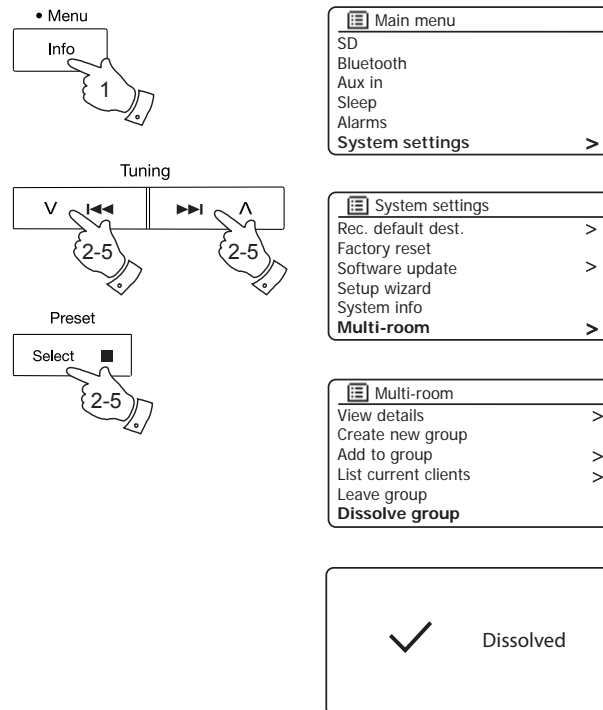 • Menu
Info
1
Tuning
V Λ
2-5 2-5
Preset
Select
2-5
Main menu
SD
Bluetooth
Aux in
Sleep
Alarms
System settings >
System settings
Rec. default dest. >
Factory reset
Software update >
Setup wizard
System info
Multi-room >
Multi-room
View details >
Create new group
Add to group >
List current clients >
Leave group
Dissolve group
Dissolved